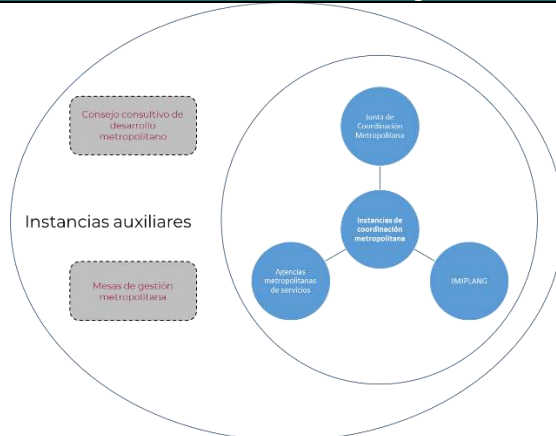 Consejo consultivo de
desarrollo
metropolitano
Instancias auxiliares
Mesas de gestión
metropolitana
Junta de
Coordinación
Metropolitana
Instancias de
coordinación
metropolitana
Agencias
metropolitanas
de servicios
IMIPLANG